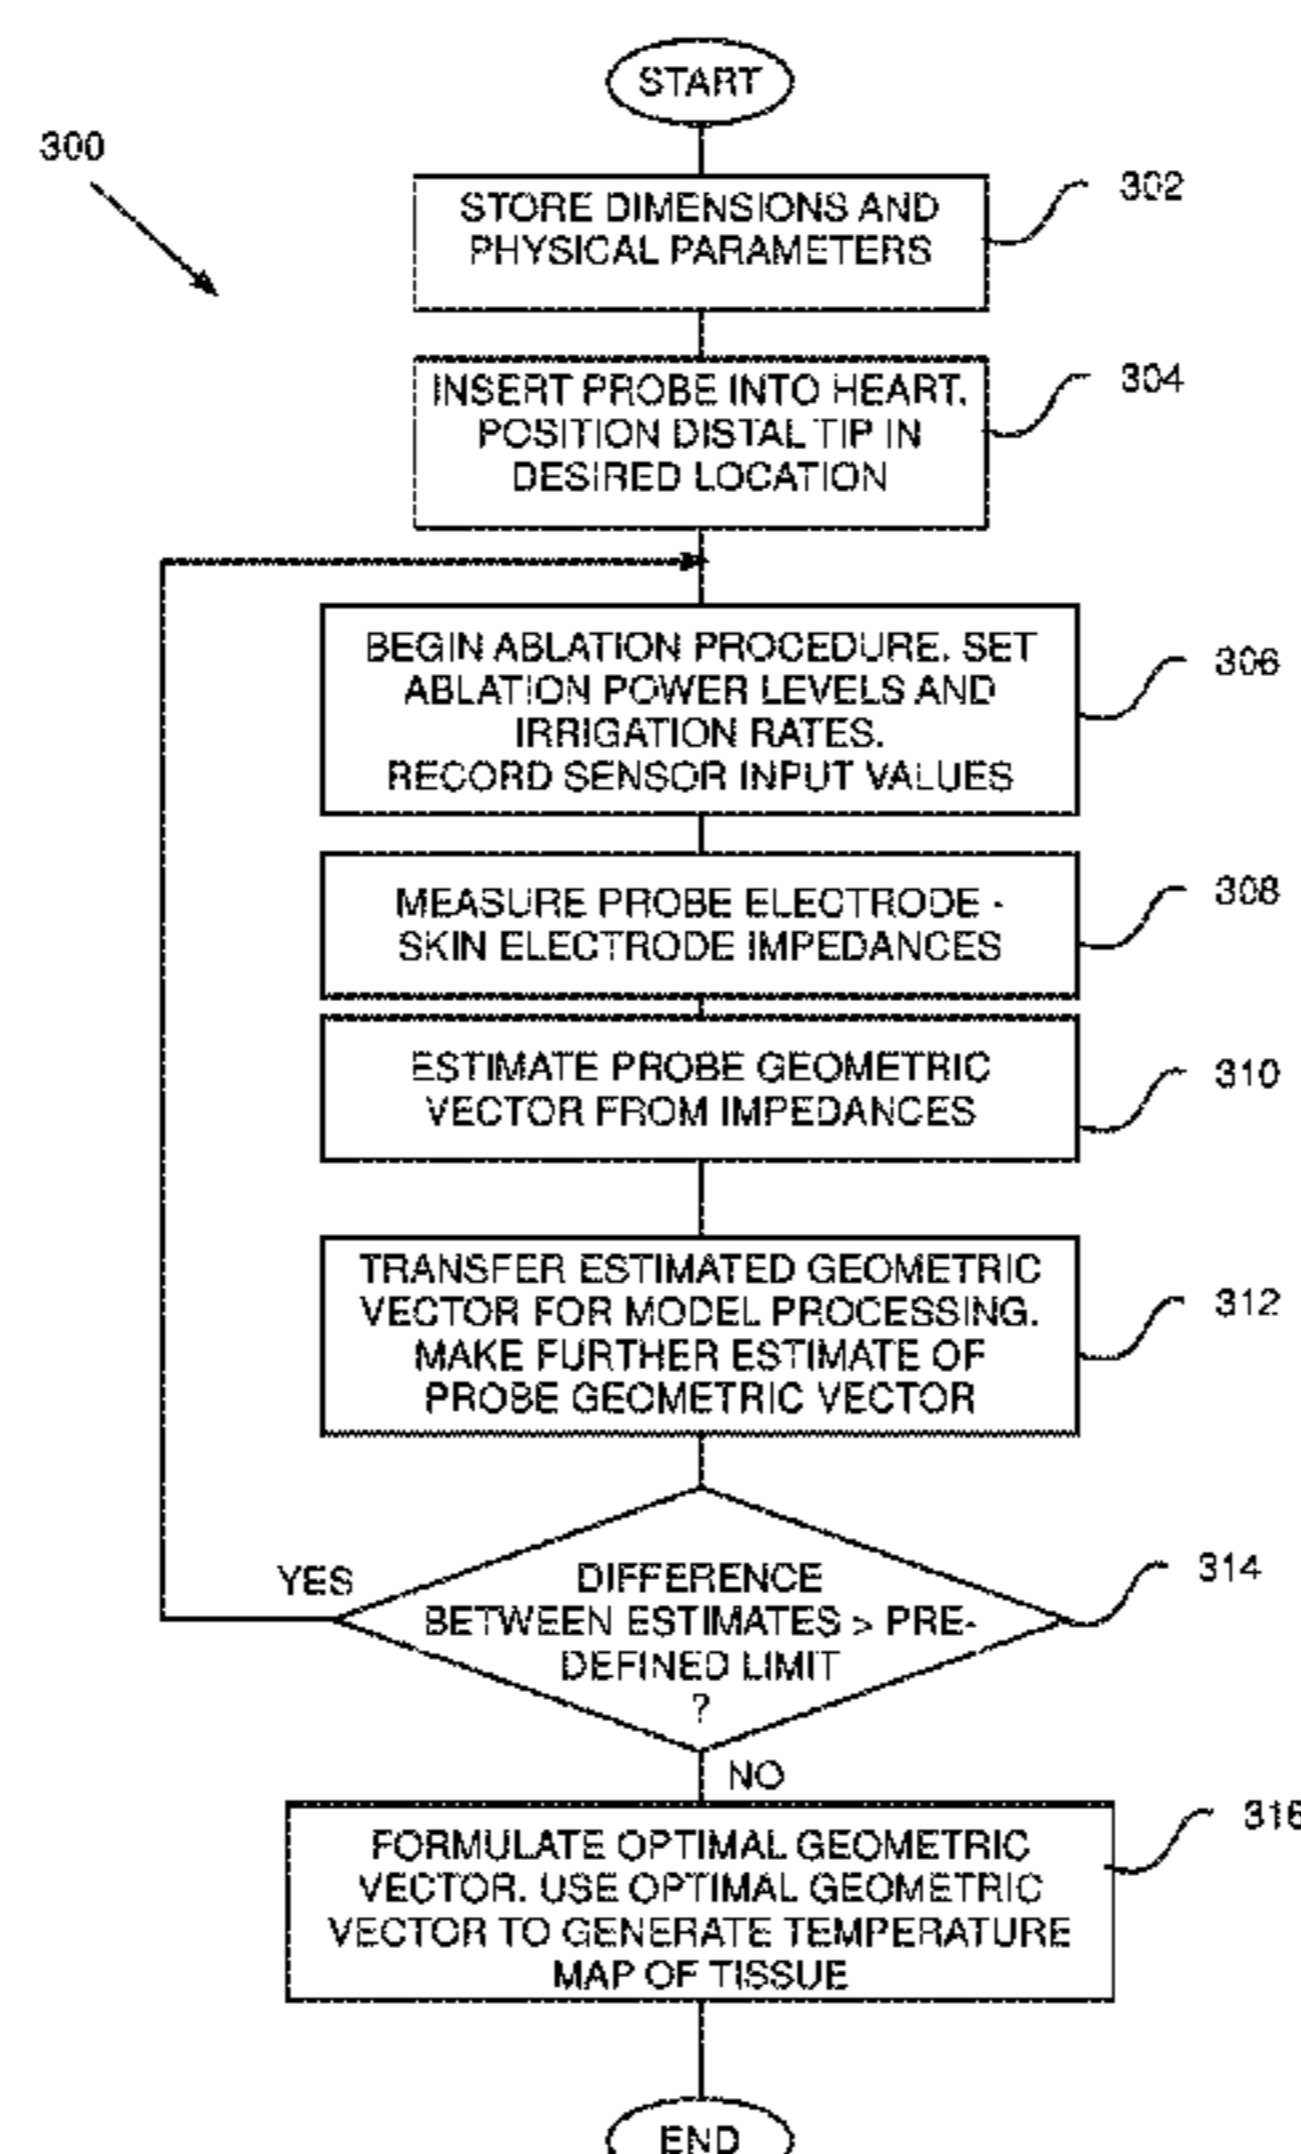 START
300
302
STORE DIMENSIONS AND
PHYSICAL PARAMETERS
304
INSERT PROBE INTO HEART.
POSITION DISTAL TIP IN
DESIRED LOCATION
306
BEGIN ABLATION PROCEDURE. SET
ABLATION POWER LEVELS AND
IRRIGATION RATES.
RECORD SENSOR INPUT VALUES
308
MEASURE PROBE ELECTRODE -
SKIN ELECTRODE IMPEDANCES
310
ESTIMATE PROBE GEOMETRIC
VECTOR FROM IMPEDANCES
312
TRANSFER ESTIMATED GEOMETRIC
VECTOR FOR MODEL PROCESSING.
MAKE FURTHER ESTIMATE OF
PROBE GEOMETRIC VECTOR
314
YES
DIFFERENCE
BETWEEN ESTIMATES > PRE-
DEFINED LIMIT
?
NO
316
FORMULATE OPTIMAL GEOMETRIC
VECTOR. USE OPTIMAL GEOMETRIC
VECTOR TO GENERATE TEMPERATURE
MAP OF TISSUE
END